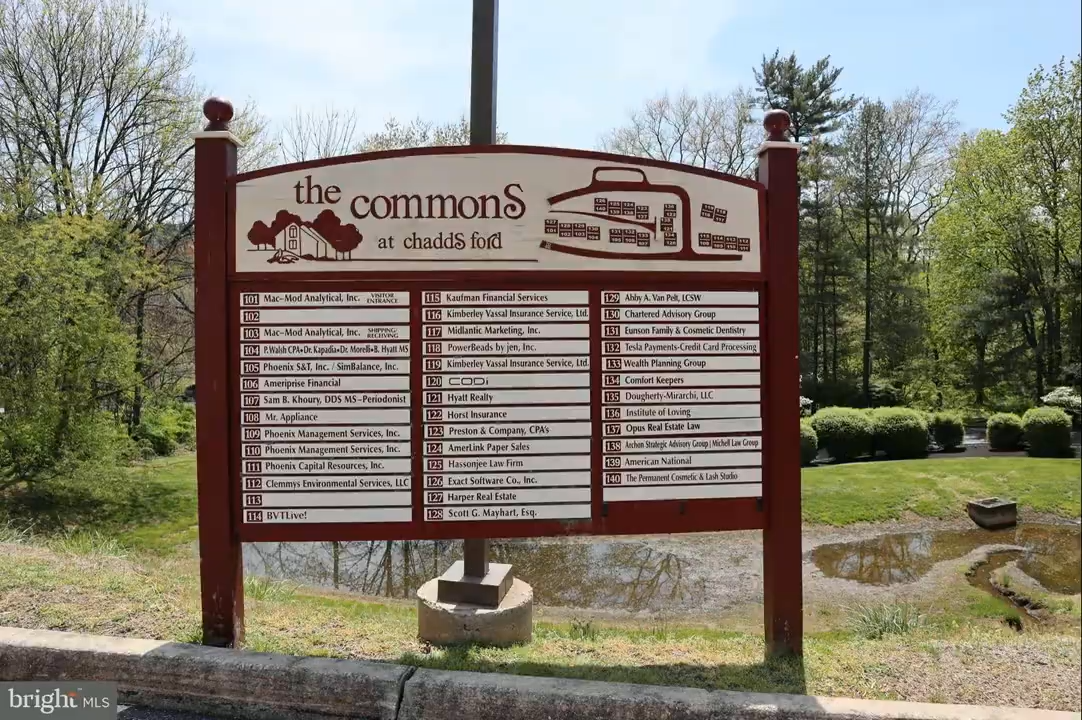 the commons
at chadds ford
101 Mac-Mod Analytical, Inc. VISITOR ENTRANCE
102
103 Mac-Mod Analytical, Inc. SHIPPING/ RECEIVING
104 P.Walsh CPA•Dr. Kapadia•Dr. Morelli•B. Hyatt MS
105 Phoenix S&T, Inc. / SimBalance, Inc.
106 Ameriprise Financial
107 Sam B. Khoury, DDS MS-Periodonist
108 Mr. Appliance
109 Phoenix Management Services, Inc.
110 Phoenix Management Services, Inc.
111 Phoenix Capital Resources, Inc.
112 Clemmys Environmental Services, LLC
113
114 BVTLive!
115 Kaufman Financial Services
116 Kimberley Vassal Insurance Service, Ltd.
117 Midlantic Marketing, Inc.
118 PowerBeads by jen, Inc.
119 Kimberley Vassal Insurance Service, Ltd.
120 CODi
121 Hyatt Realty
122 Horst Insurance
123 Preston & Company, CPA's
124 AmerLink Paper Sales
125 Hassonjee Law Firm
126 Exact Software Co., Inc.
127 Harper Real Estate
128 Scott G. Mayhart, Esq.
129 Abby A. Van Pelt, LCSW
130 Chartered Advisory Group
131 Eunson Family & Cosmetic Dentistry
132 Tesla Payments-Credit Card Processing
133 Wealth Planning Group
134 Comfort Keepers
135 Dougherty-Mirarchi, LLC
136 Institute of Loving
137 Opus Real Estate Law
138 Archon Strategic Advisory Group | Michell Law Group
139 American National
140 The Permanent Cosmetic & Lash Studio
bright MLS